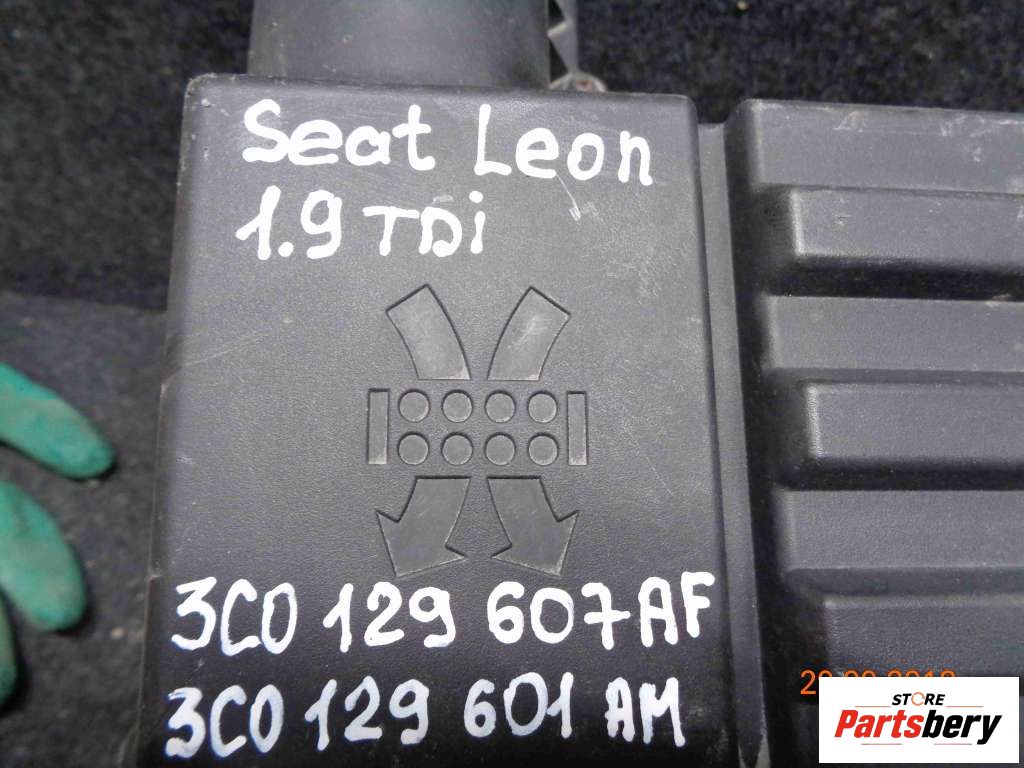 Seat Leon
1.9 TDi
3C0 129 607AF
3C0 129 601 AM
STORE
Partsbery